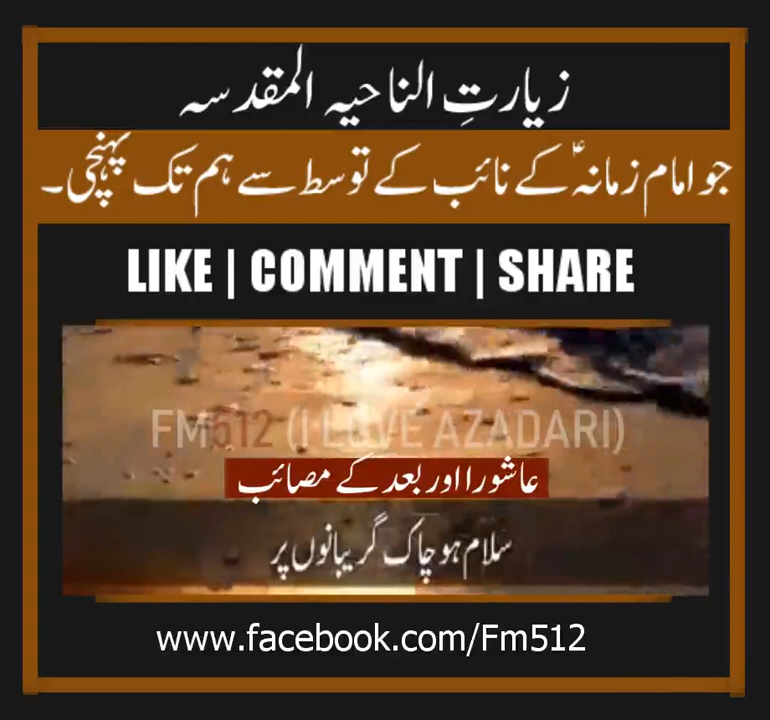 زیارتِ الناحیہ المقدسہ
جو امام زمانہؑ کے نائب کے توسط سے ہم تک پہنچی۔
LIKE | COMMENT | SHARE
FM512 (I LOVE AZADARI)
عاشورا اور بعد کے مصائب
سلام ہو چاک گریبانوں پر
www.facebook.com/Fm512